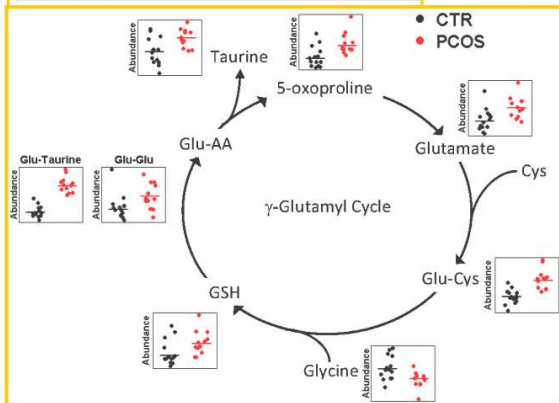 CTR
PCOS
Abundance
Taurine
Abundance
5-oxoproline
Glu-AA
Abundance
Glutamate
Glu-Taurine
Glu-Glu
Abundance
Abundance
Cys
γ-Glutamyl Cycle
GSH
Glu-Cys
Abundance
Abundance
Glycine
Abundance